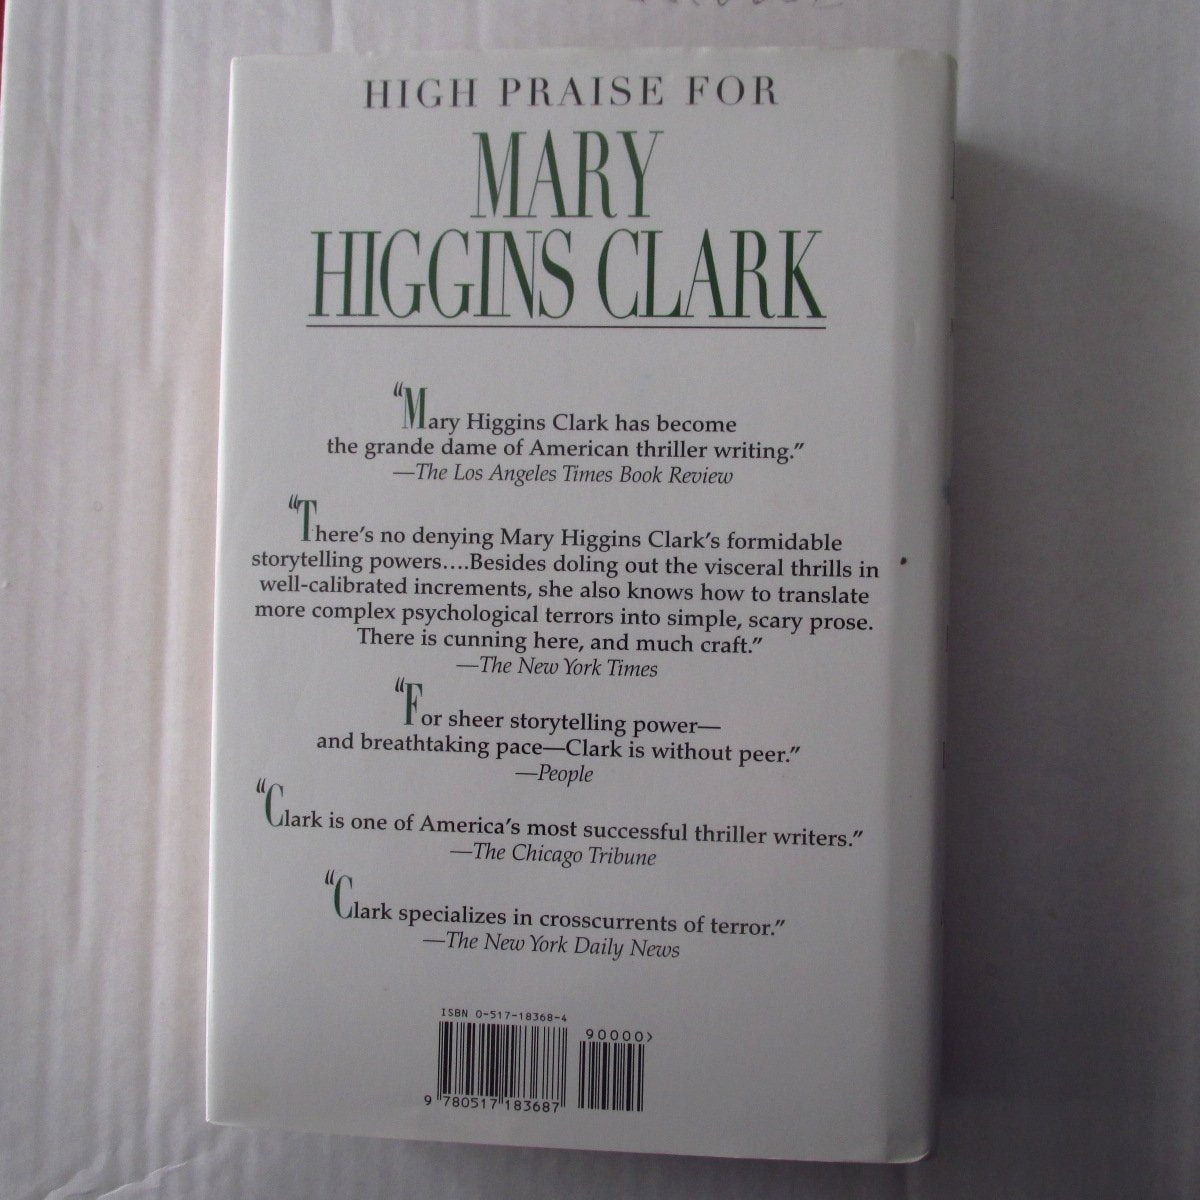 HIGH PRAISE FOR
MARY
HIGGINS CLARK
“Mary Higgins Clark has become
the grande dame of American thriller writing.”
—The Los Angeles Times Book Review
“There’s no denying Mary Higgins Clark’s formidable
storytelling powers….Besides doling out the visceral thrills in
well-calibrated increments, she also knows how to translate
more complex psychological terrors into simple, scary prose.
There is cunning here, and much craft.”
—The New York Times
“For sheer storytelling power—
and breathtaking pace—Clark is without peer.”
—People
“Clark is one of America’s most successful thriller writers.”
—The Chicago Tribune
“Clark specializes in crosscurrents of terror.”
—The New York Daily News
ISBN 0-517-18368-4
90000>
9 780517 183687